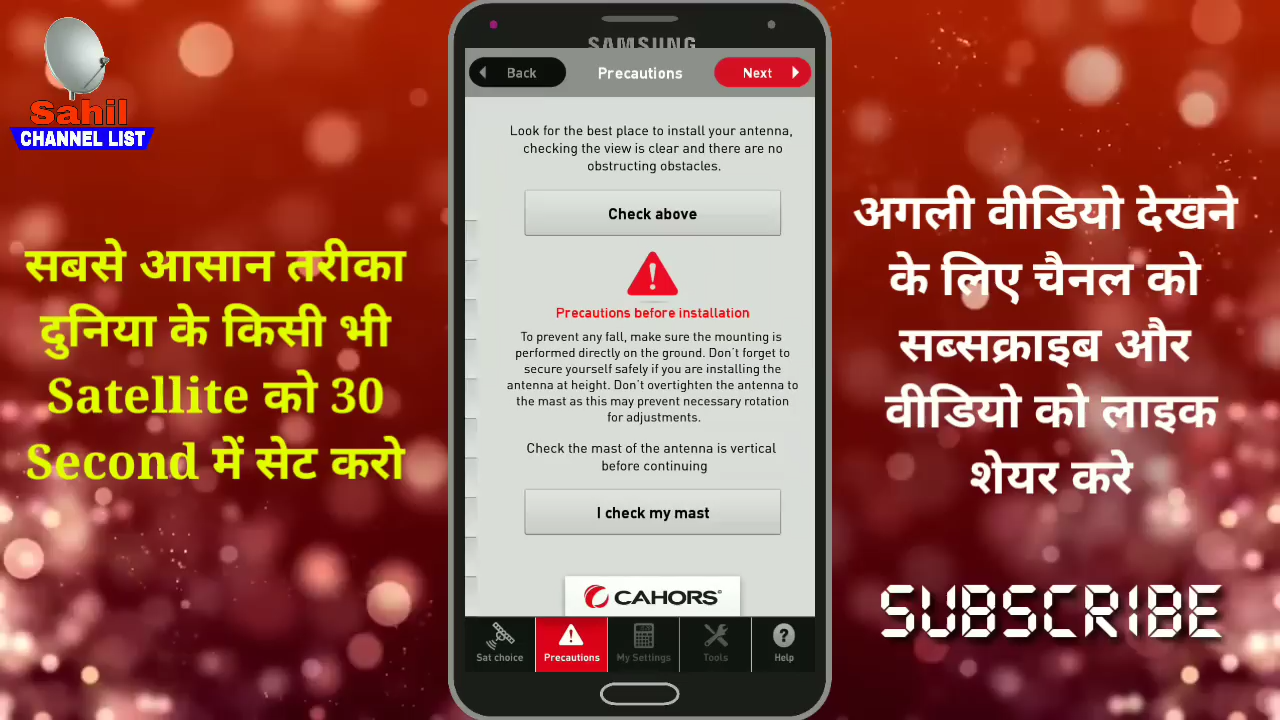 Sahil
CHANNEL LIST
सबसे आसान तरीका
दुनिया के किसी भी
Satellite को 30
Second में सेट करो
SAMSUNG
Back
Precautions
Next
Look for the best place to install your antenna,
checking the view is clear and there are no
obstructing obstacles.
Check above
Precautions before installation
To prevent any fall, make sure the mounting is
performed directly on the ground. Don't forget to
secure yourself safely if you are installing the
antenna at height. Don't overtighten the antenna to
the mast as this may prevent necessary rotation
for adjustments.
Check the mast of the antenna is vertical
before continuing
I check my mast
CAHORS®
Sat choice
Precautions
My Settings
Tools
Help
अगली वीडियो देखने
के लिए चैनल को
सब्सक्राइब और
वीडियो को लाइक
शेयर करे
SUBSCRIBE